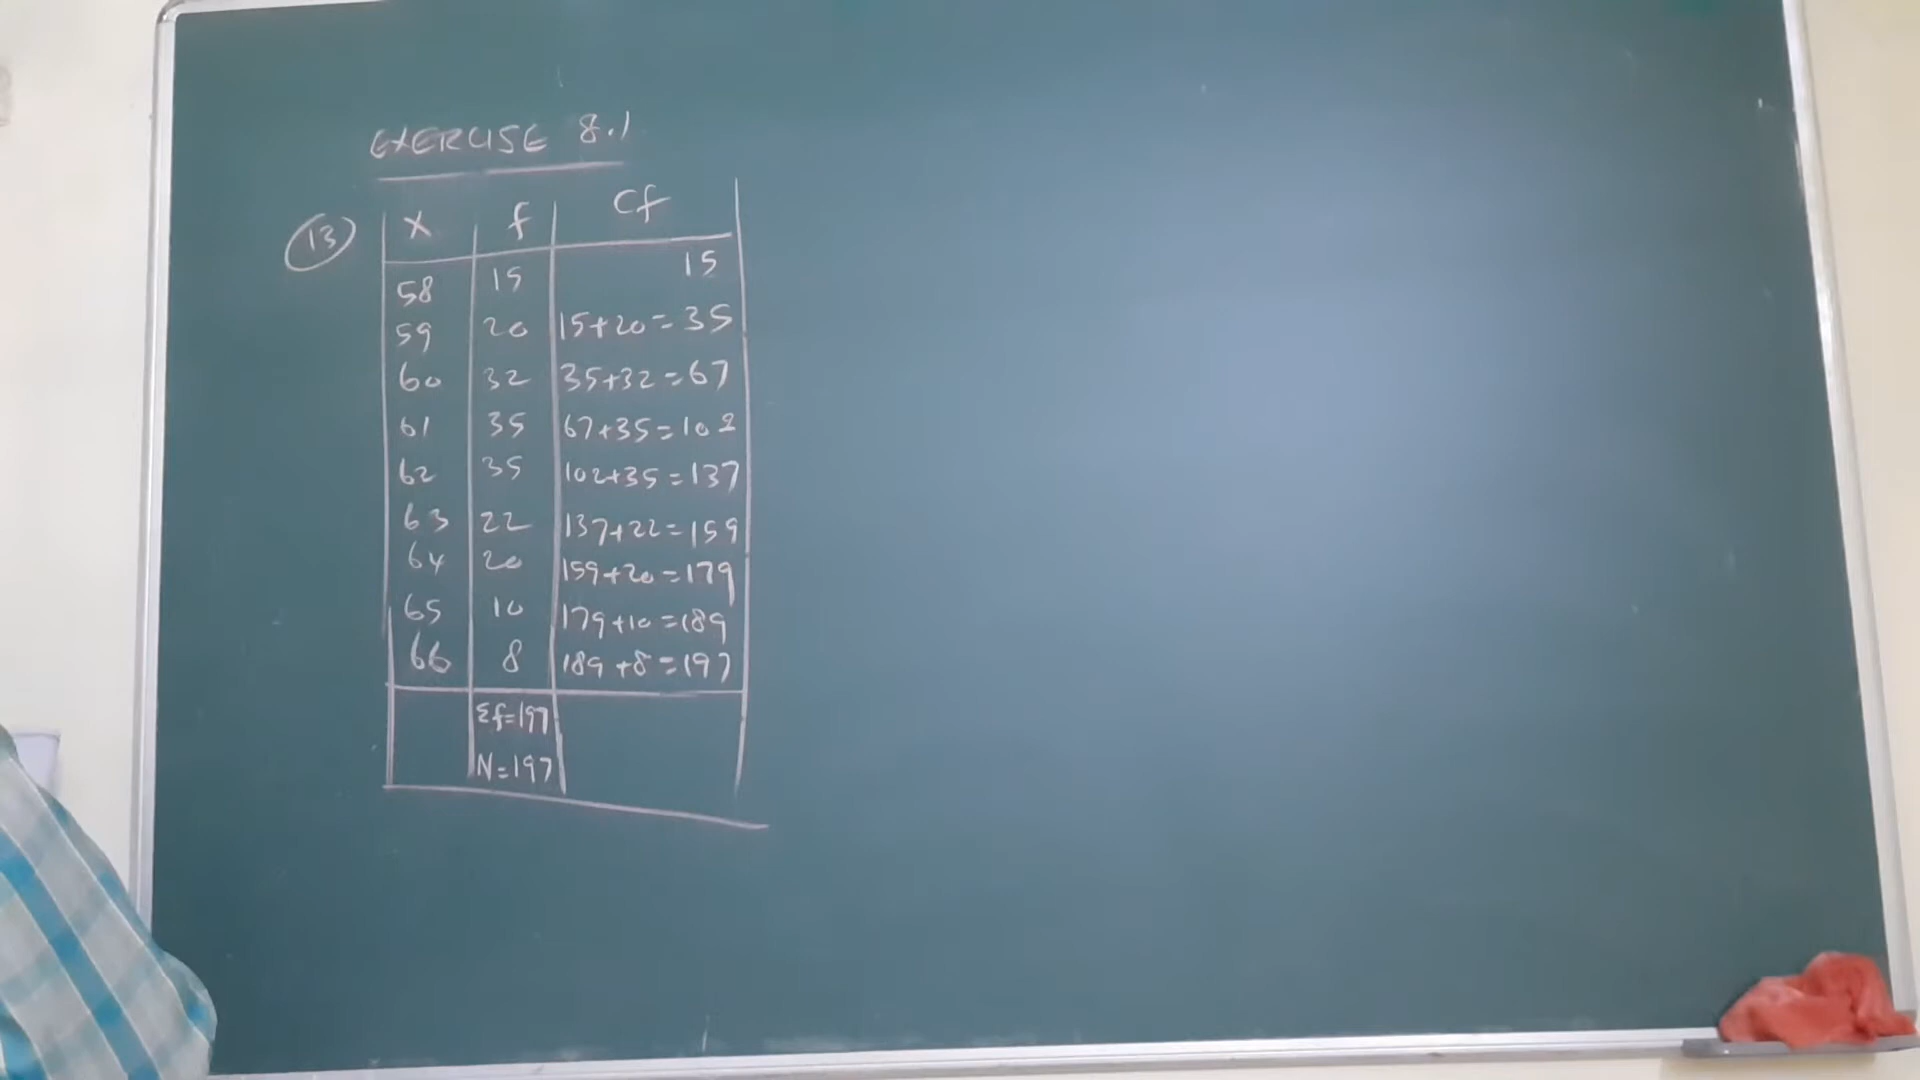 EXERCISE 8.1
13 x f cf
58 15 15
59 20 15+20=35
60 32 35+32=67
61 35 67+35=102
62 35 102+35=137
63 22 137+22=159
64 20 159+20=179
65 10 179+10=189
66 8 189+8=197
Σf=197
N=197